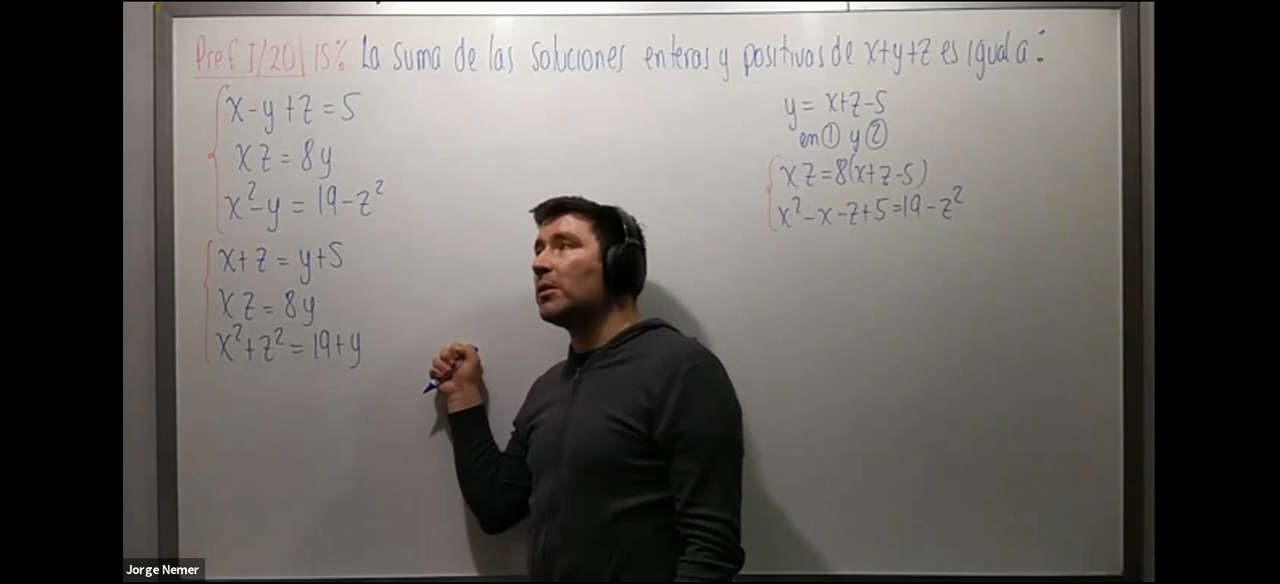 Pref I/20| 15% La suma de las soluciones enteras y positivas de x+y+z es igual a:
x-y+z=5
xz=8y
x²-y=19-z²
x+z=y+5
xz=8y
x²+z²=19+y
y=x+z-5
en ① y ②
xz=8(x+z-5)
x²-x-z+5=19-z²
Jorge Nemer